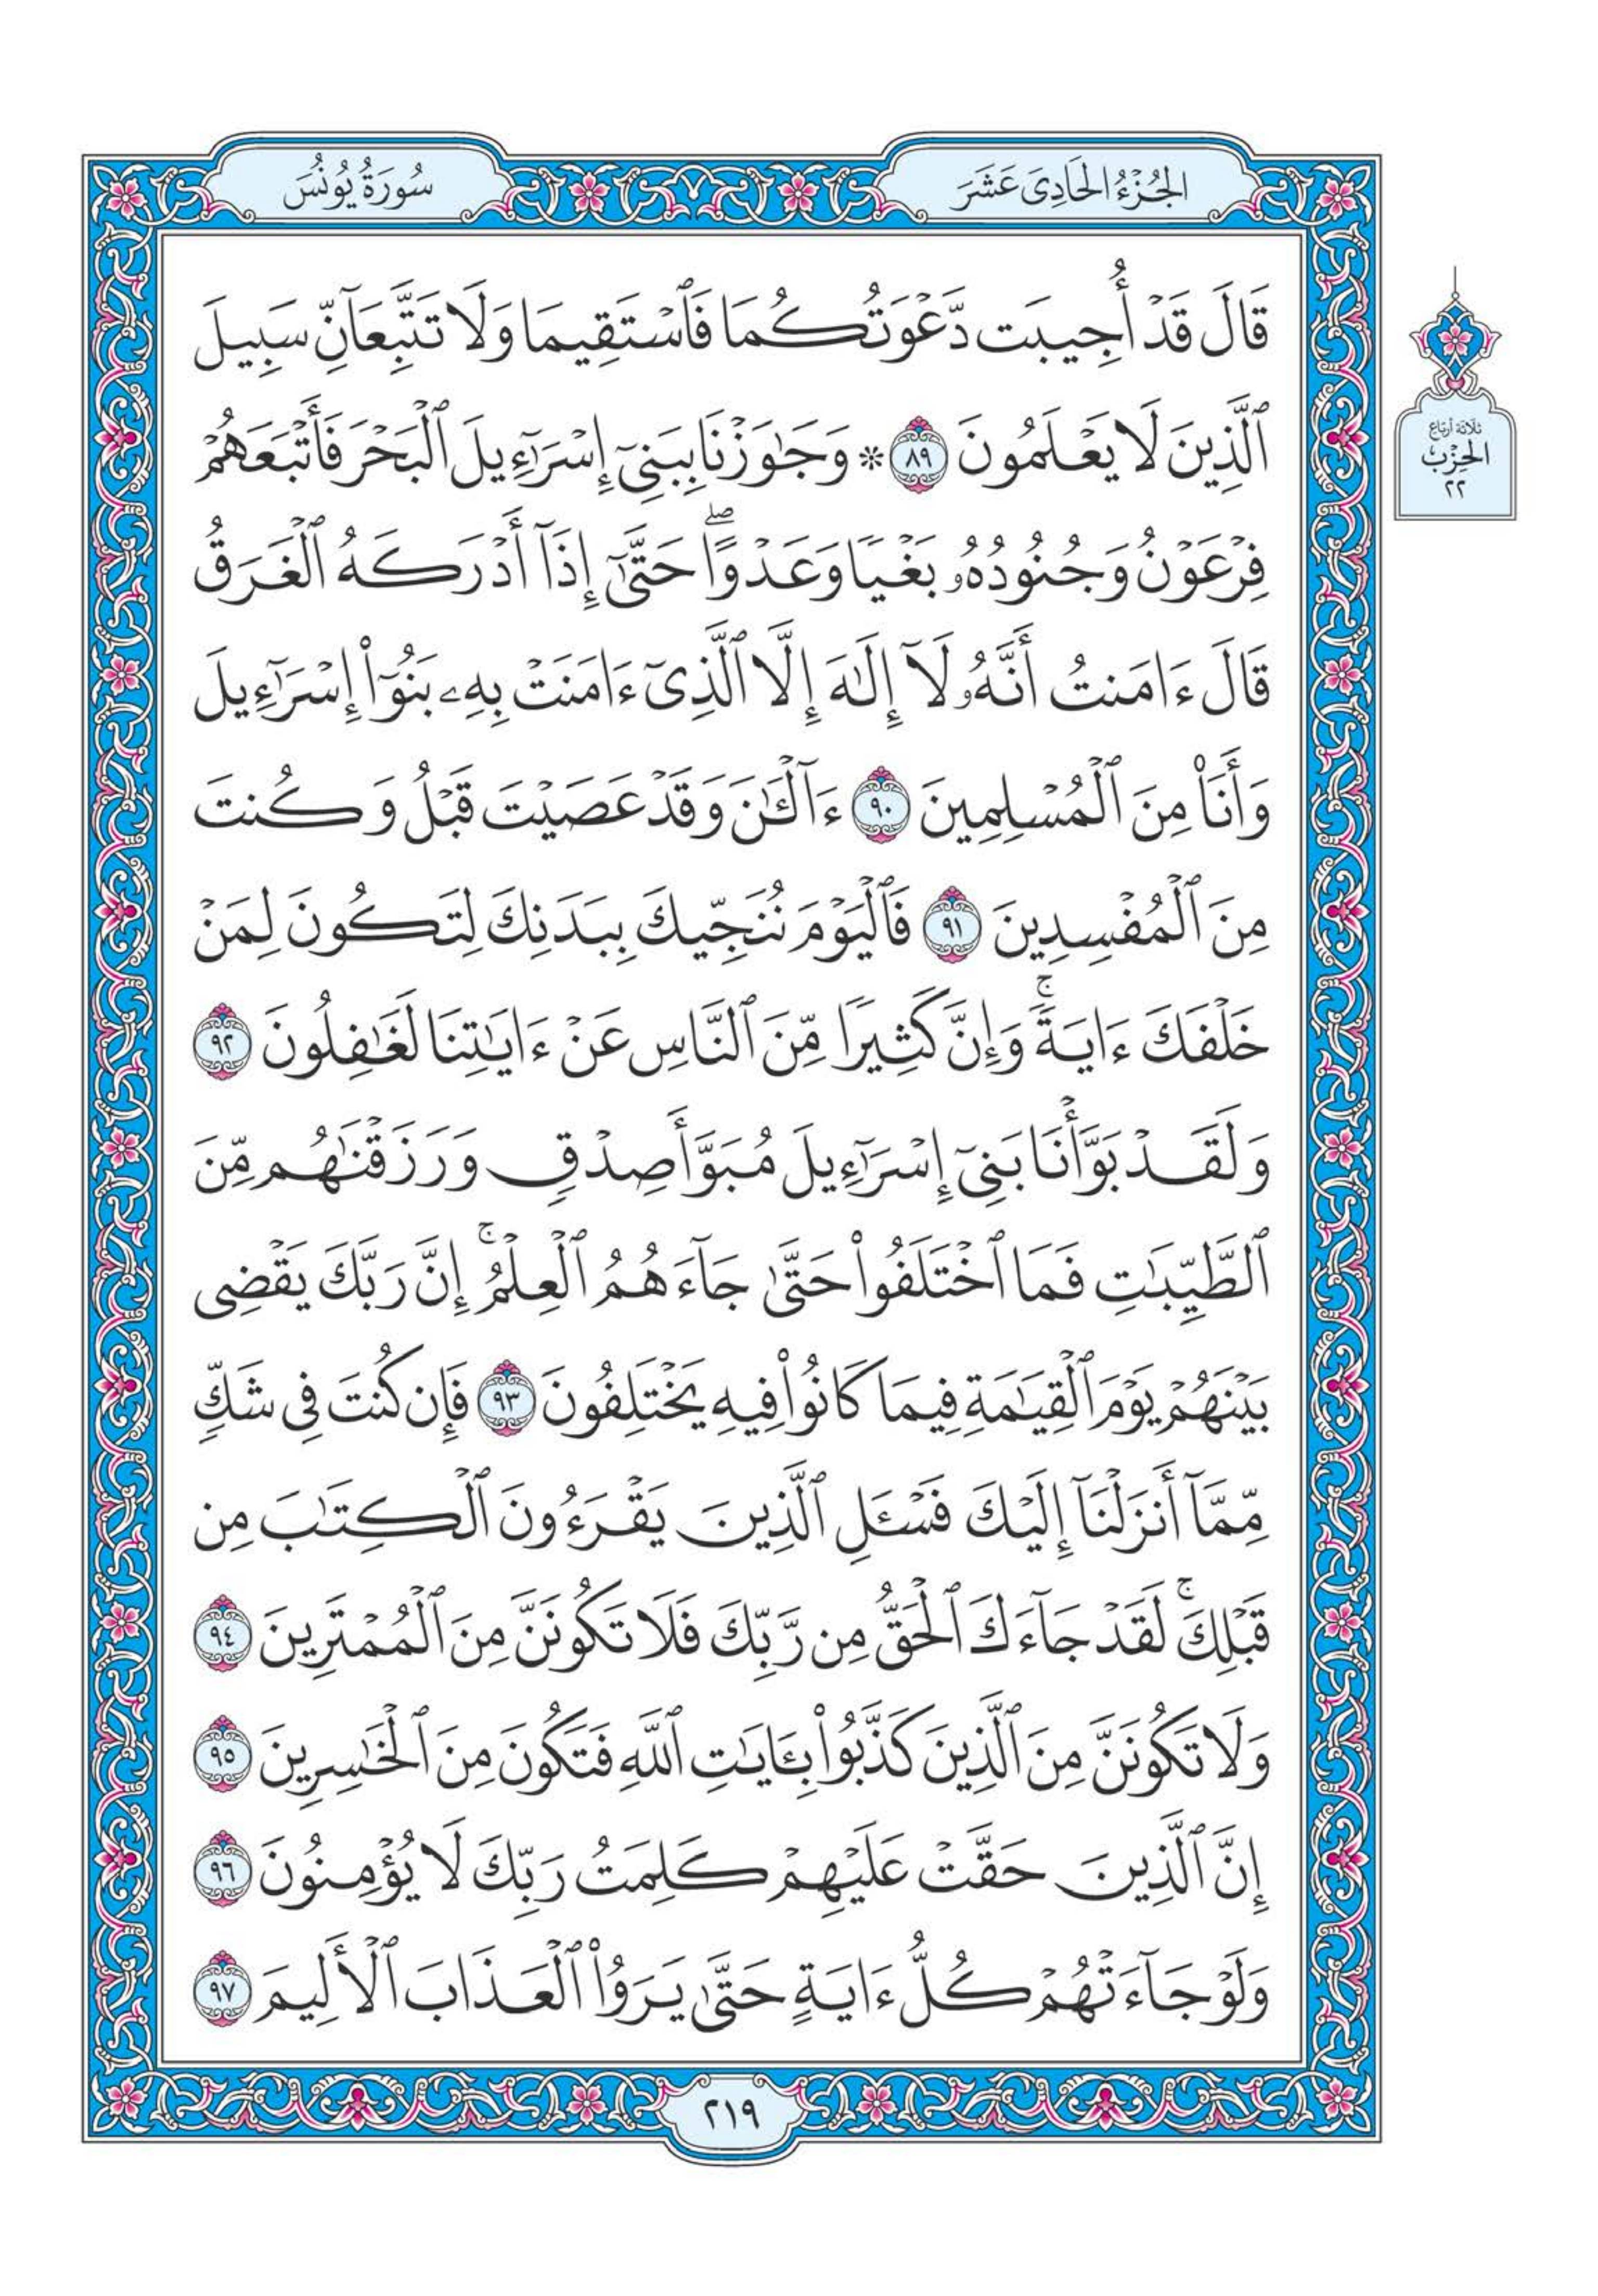 الجُزْءُ الحَادِىَ عَشَرَ
سُورَةُ يُونُسَ
قَالَ قَدْ أُجِيبَت دَّعْوَتُكُمَا فَٱسْتَقِيمَا وَلَا تَتَّبِعَآنِّ سَبِيلَ
ٱلَّذِينَ لَا يَعْلَمُونَ ٨٩ ۞ وَجَٰوَزْنَا بِبَنِىٓ إِسْرَٰٓءِيلَ ٱلْبَحْرَ فَأَتْبَعَهُمْ
فِرْعَوْنُ وَجُنُودُهُۥ بَغْيًا وَعَدْوًا ۖ حَتَّىٰٓ إِذَآ أَدْرَكَهُ ٱلْغَرَقُ
قَالَ ءَامَنتُ أَنَّهُۥ لَآ إِلَٰهَ إِلَّا ٱلَّذِىٓ ءَامَنَتْ بِهِۦ بَنُوٓا۟ إِسْرَٰٓءِيلَ
وَأَنَا۠ مِنَ ٱلْمُسْلِمِينَ ٩٠ ءَآلْـَٰٔنَ وَقَدْ عَصَيْتَ قَبْلُ وَكُنتَ
مِنَ ٱلْمُفْسِدِينَ ٩١ فَٱلْيَوْمَ نُنَجِّيكَ بِبَدَنِكَ لِتَكُونَ لِمَنْ
خَلْفَكَ ءَايَةً ۚ وَإِنَّ كَثِيرًا مِّنَ ٱلنَّاسِ عَنْ ءَايَٰتِنَا لَغَٰفِلُونَ ٩٢
وَلَقَدْ بَوَّأْنَا بَنِىٓ إِسْرَٰٓءِيلَ مُبَوَّأَ صِدْقٍ وَرَزَقْنَٰهُم مِّنَ
ٱلطَّيِّبَٰتِ فَمَا ٱخْتَلَفُوا۟ حَتَّىٰ جَآءَهُمُ ٱلْعِلْمُ ۚ إِنَّ رَبَّكَ يَقْضِى
بَيْنَهُمْ يَوْمَ ٱلْقِيَٰمَةِ فِيمَا كَانُوا۟ فِيهِ يَخْتَلِفُونَ ٩٣ فَإِن كُنتَ فِى شَكٍّ
مِّمَّآ أَنزَلْنَآ إِلَيْكَ فَسْـَٔلِ ٱلَّذِينَ يَقْرَءُونَ ٱلْكِتَٰبَ مِن
قَبْلِكَ ۚ لَقَدْ جَآءَكَ ٱلْحَقُّ مِن رَّبِّكَ فَلَا تَكُونَنَّ مِنَ ٱلْمُمْتَرِينَ ٩٤
وَلَا تَكُونَنَّ مِنَ ٱلَّذِينَ كَذَّبُوا۟ بِـَٔايَٰتِ ٱللَّهِ فَتَكُونَ مِنَ ٱلْخَٰسِرِينَ ٩٥
إِنَّ ٱلَّذِينَ حَقَّتْ عَلَيْهِمْ كَلِمَتُ رَبِّكَ لَا يُؤْمِنُونَ ٩٦
وَلَوْ جَآءَتْهُمْ كُلُّ ءَايَةٍ حَتَّىٰ يَرَوُا۟ ٱلْعَذَابَ ٱلْأَلِيمَ ٩٧
٢١٩
ثلاثة أرباع
الحِزْب
٢٢